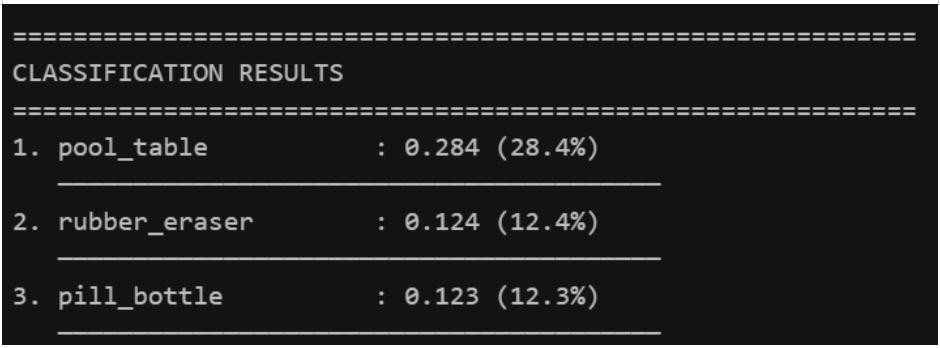 ============================================================
CLASSIFICATION RESULTS
============================================================
1. pool_table : 0.284 (28.4%)
2. rubber_eraser : 0.124 (12.4%)
3. pill_bottle : 0.123 (12.3%)